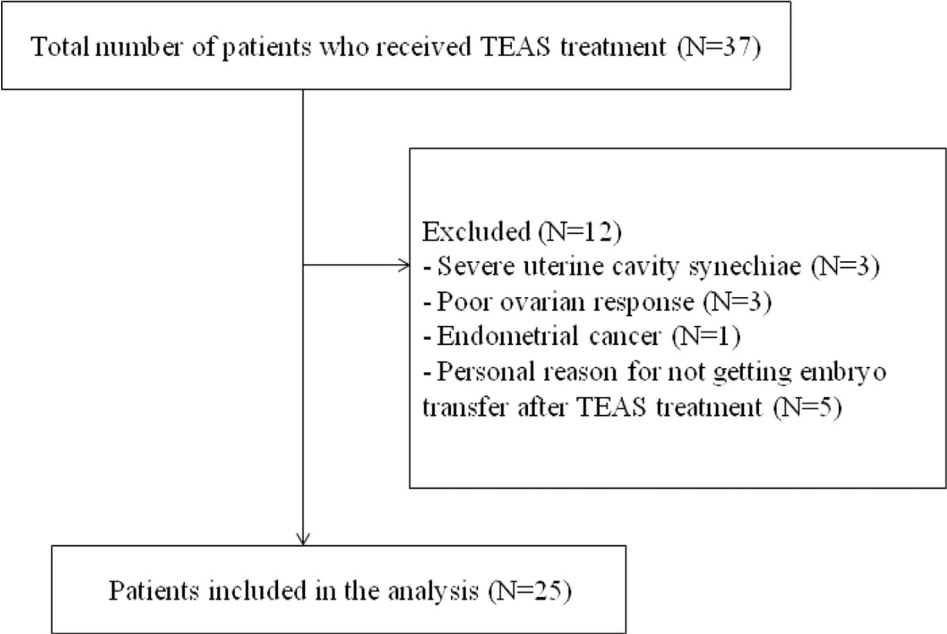 Total number of patients who received TEAS treatment (N=37)
Excluded (N=12)
- Severe uterine cavity synechiae (N=3)
- Poor ovarian response (N=3)
- Endometrial cancer (N=1)
- Personal reason for not getting embryo
transfer after TEAS treatment (N=5)
Patients included in the analysis (N=25)